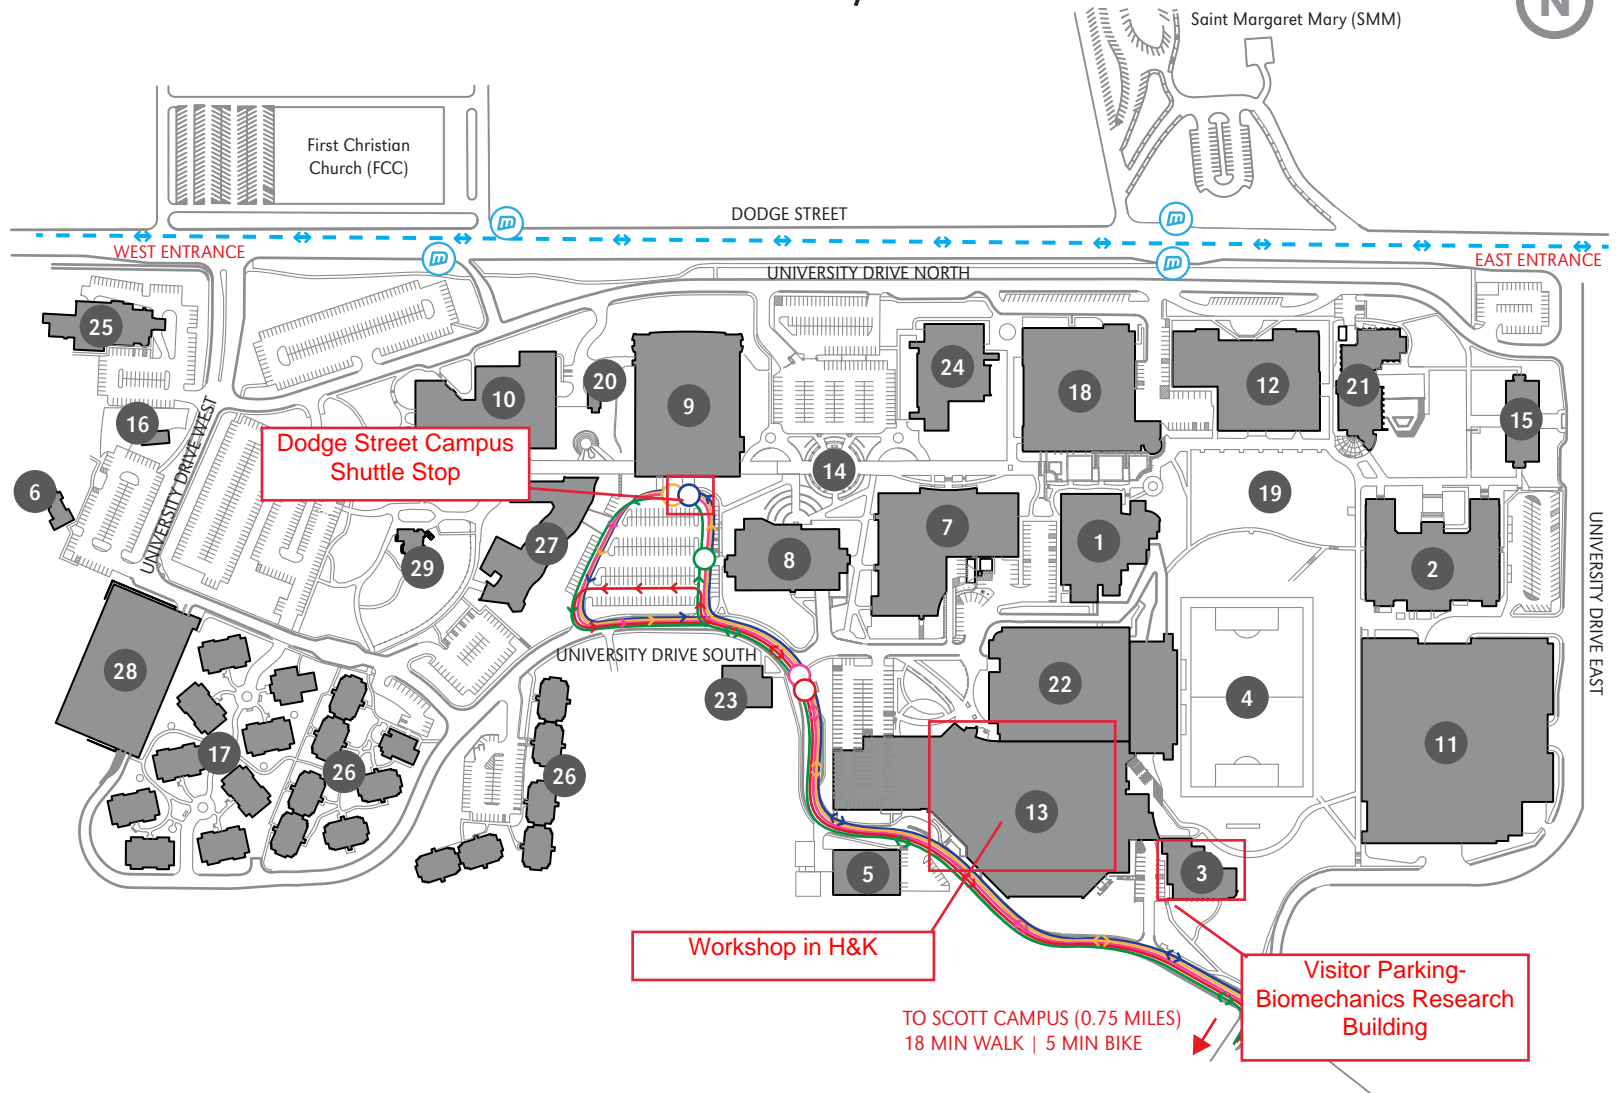 N
Saint Margaret Mary (SMM)
First Christian
Church (FCC)
DODGE STREET
WEST ENTRANCE
EAST ENTRANCE
UNIVERSITY DRIVE NORTH
25
20
10
9
24
18
12
21
15
16
UNIVERSITY DRIVE WEST
Dodge Street Campus
Shuttle Stop
14
6
19
27
29
8
7
1
2
UNIVERSITY DRIVE EAST
UNIVERSITY DRIVE SOUTH
28
23
22
4
11
17
26
26
13
5
3
Workshop in H&K
Visitor Parking-
Biomechanics Research
Building
TO SCOTT CAMPUS (0.75 MILES)
18 MIN WALK | 5 MIN BIKE